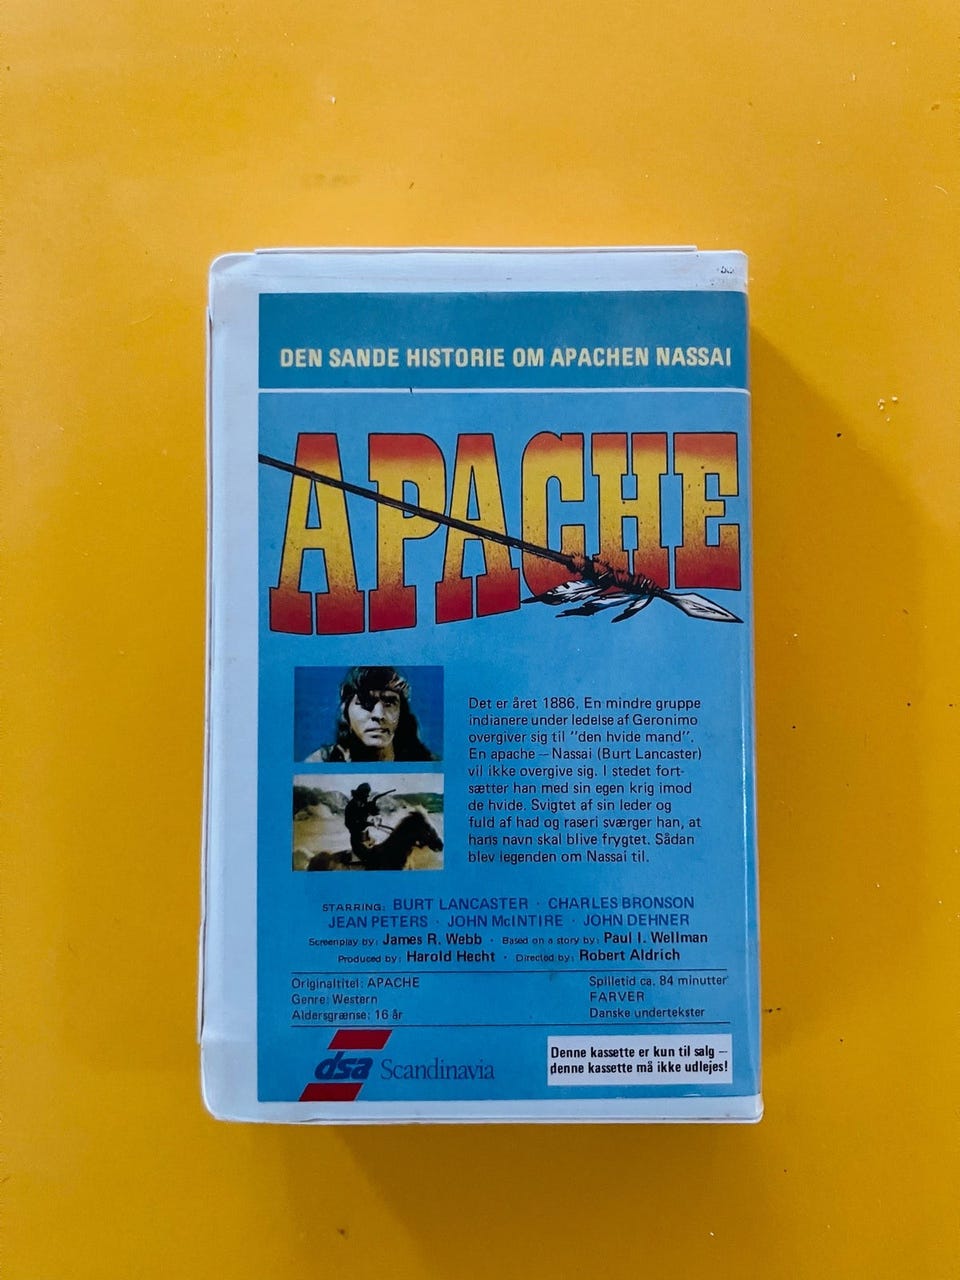 DEN SANDE HISTORIE OM APACHEN NASSAI
APACHE
Det er året 1886. En mindre gruppe
indianere under ledelse af Geronimo
overgiver sig til "den hvide mand".
En apache – Nassai (Burt Lancaster)
vil ikke overgive sig. I stedet fort-
sætter han med sin egen krig imod
de hvide. Svigtet af sin leder og
fuld af had og raseri sværger han, at
hans navn skal blive frygtet. Sådan
blev legenden om Nassai til.
STARRING: BURT LANCASTER · CHARLES BRONSON
JEAN PETERS · JOHN McINTIRE · JOHN DEHNER
Screenplay by: James R. Webb · Based on a story by: Paul I. Wellman
Produced by: Harold Hecht · Directed by: Robert Aldrich
Originaltitel: APACHE
Genre: Western
Aldersgrænse: 16 år
Spilletid ca. 84 minutter
FARVER
Danske undertekster
dsa Scandinavia
Denne kassette er kun til salg –
denne kassette må ikke udlejes!